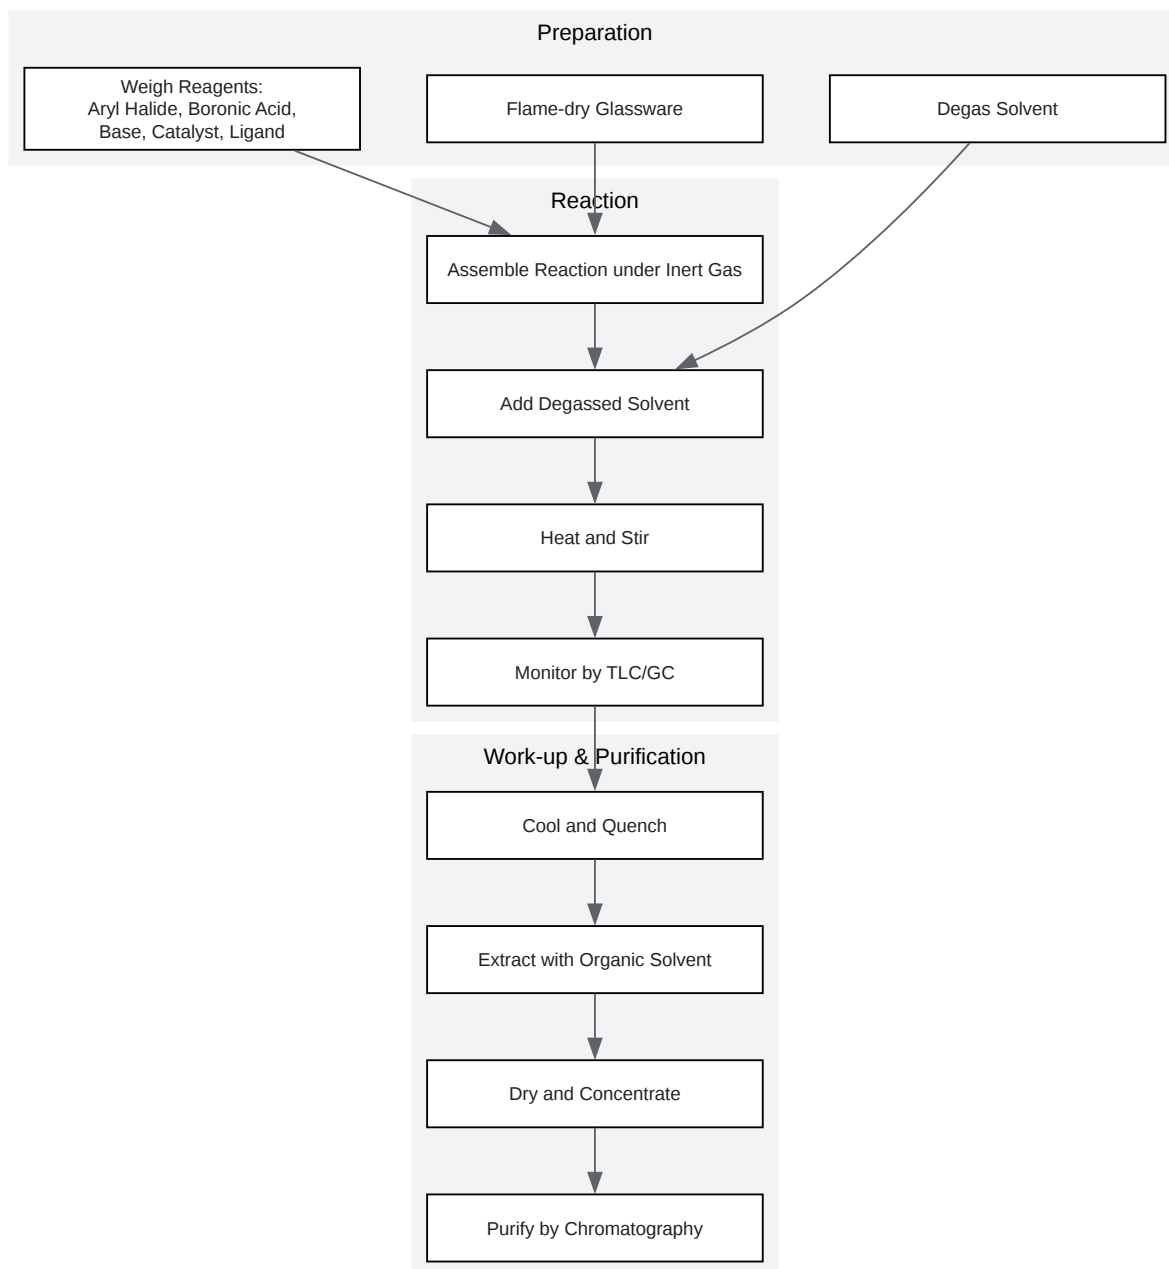 Preparation
Weigh Reagents:
Aryl Halide, Boronic Acid,
Base, Catalyst, Ligand
Flame-dry Glassware
Degas Solvent
Reaction
Assemble Reaction under Inert Gas
Add Degassed Solvent
Heat and Stir
Monitor by TLC/GC
Work-up & Purification
Cool and Quench
Extract with Organic Solvent
Dry and Concentrate
Purify by Chromatography